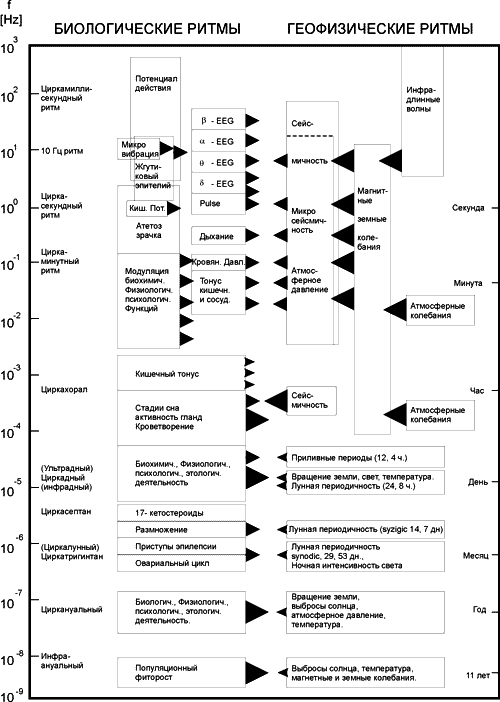 f
[Hz]
БИОЛОГИЧЕСКИЕ РИТМЫ
ГЕОФИЗИЧЕСКИЕ РИТМЫ
10³
10²
10¹
10⁰
10⁻¹
10⁻²
10⁻³
10⁻⁴
10⁻⁵
10⁻⁶
10⁻⁷
10⁻⁸
10⁻⁹
Циркамилли-
секундный
ритм
10 Гц ритм
Цирка-
секундный
ритм
Цирка-
минутный
ритм
Циркахорал
(Ультрадный)
Циркадный
(инфрадный)
Циркасептан
(Циркалунный)
Циркатригинтан
Циркануальный
Инфра-
ануальный
Потенциал
действия
Микро
вибрация
Жгути-
ковый
эпителий
Киш. Пот.
Атетоз
зрачка
Модуляция
биохимич.
Физиологич.
психологич.
Функций
β - EEG
α - EEG
θ - EEG
δ - EEG
Pulse
Дыхание
Кровян. Давл.
Тонус
кишечн.
и сосуд.
Кишечный тонус
Стадии сна
активность гланд
Кроветворение
Биохимич., Физиологич.,
психологич., этологич.
деятельность
17- кетостероиды
Размножение
Приступы эпилепсии
Овариальный цикл
Биологич., Физиологич.,
психологич., этологич.
деятельность.
Популяционный
фиторост
Сейс-
мичность
Микро
сейсмич-
ность
Атмос-
ферное
давление
Магнит-
ные
земные
коле-
бания
Инфра-
длинные
волны
Атмосферные
колебания
Сейс-
мичность
Атмосферные
колебания
Приливные периоды (12, 4 ч.)
Вращение земли, свет, температура.
Лунная периодичность (24, 8 ч.)
Лунная периодичность (syzigic 14, 7 дн)
Лунная периодичность
synodic, 29, 53 дн.,
Ночная интенсивность света
Вращение земли,
выбросы солнца,
атмосферное давление,
температура.
Выбросы солнца, температура,
магнетные и земные колебания.
Секунда
Минута
Час
День
Месяц
Год
11 лет